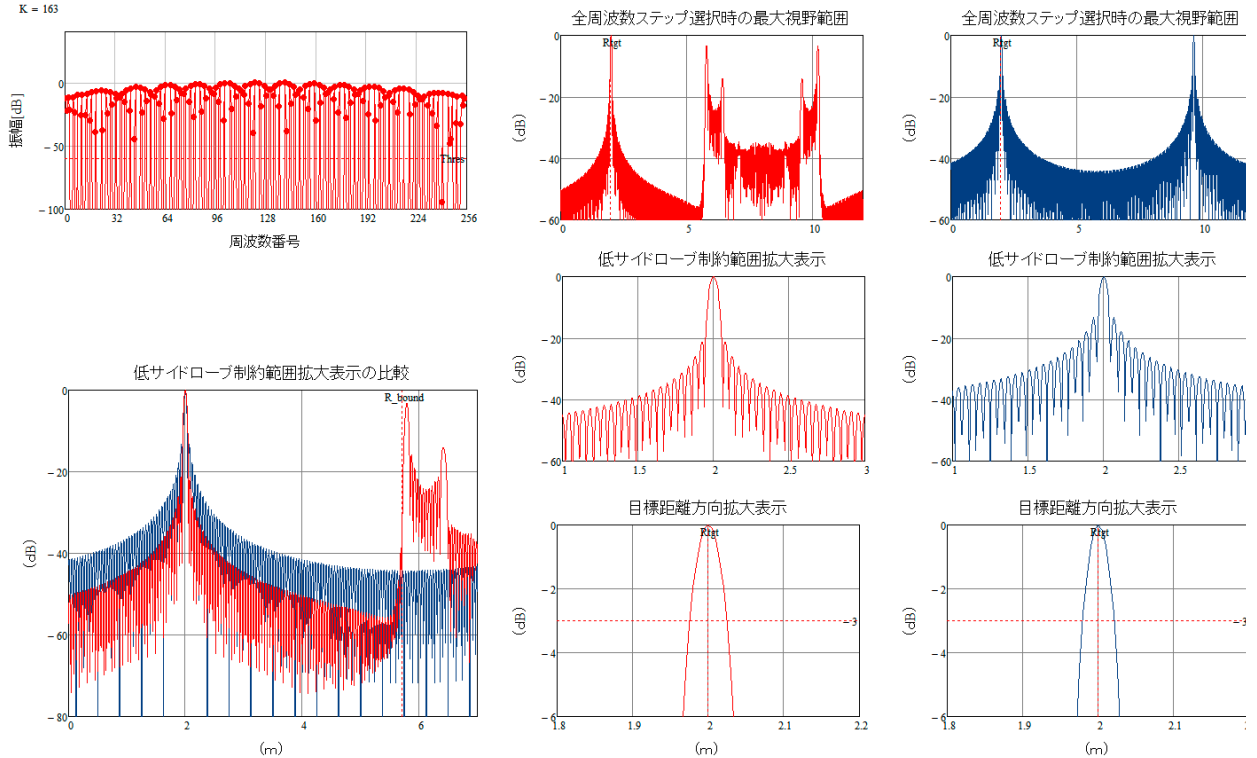 K = 163
振幅[dB]
0
－50
－100
Thres
0 32 64 96 128 160 192 224 256
周波数番号
全周波数ステップ選択時の最大視野範囲
(dB)
0
－20
－40
－60
Rtgt
0 5 10
全周波数ステップ選択時の最大視野範囲
(dB)
0
－20
－40
－60
Rtgt
0 5 10
低サイドローブ制約範囲拡大表示
(dB)
0
－20
－40
－60
1 1.5 2 2.5 3
低サイドローブ制約範囲拡大表示
(dB)
0
－20
－40
－60
1 1.5 2 2.5
低サイドローブ制約範囲拡大表示の比較
(dB)
0
－20
－40
－60
－80
R_bound
0 2 4 6
(m)
目標距離方向拡大表示
(dB)
0
－2
－4
－6
Rtgt
－3
1.8 1.9 2 2.1 2.2
(m)
目標距離方向拡大表示
(dB)
0
－2
－4
－6
Rtgt
－3
1.8 1.9 2 2.1 2.2
(m)